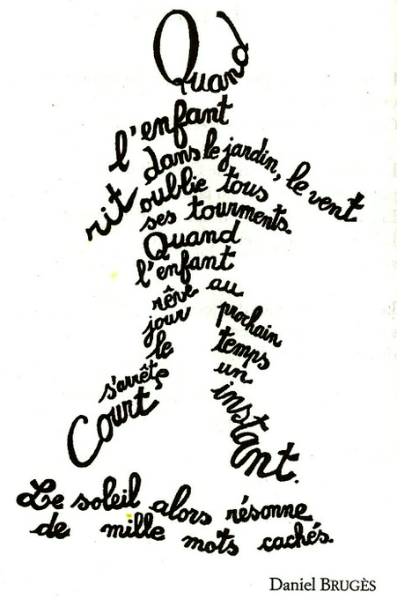 Quand
l'enfant
rit dans le jardin, le vent
oublie tous
ses tourments.
Quand
l'enfant
rêve au
prochain
jour
le temps
s'arrête un
Court instant.
Le soleil alors résonne
de mille mots cachés.
Daniel BRUGÈS